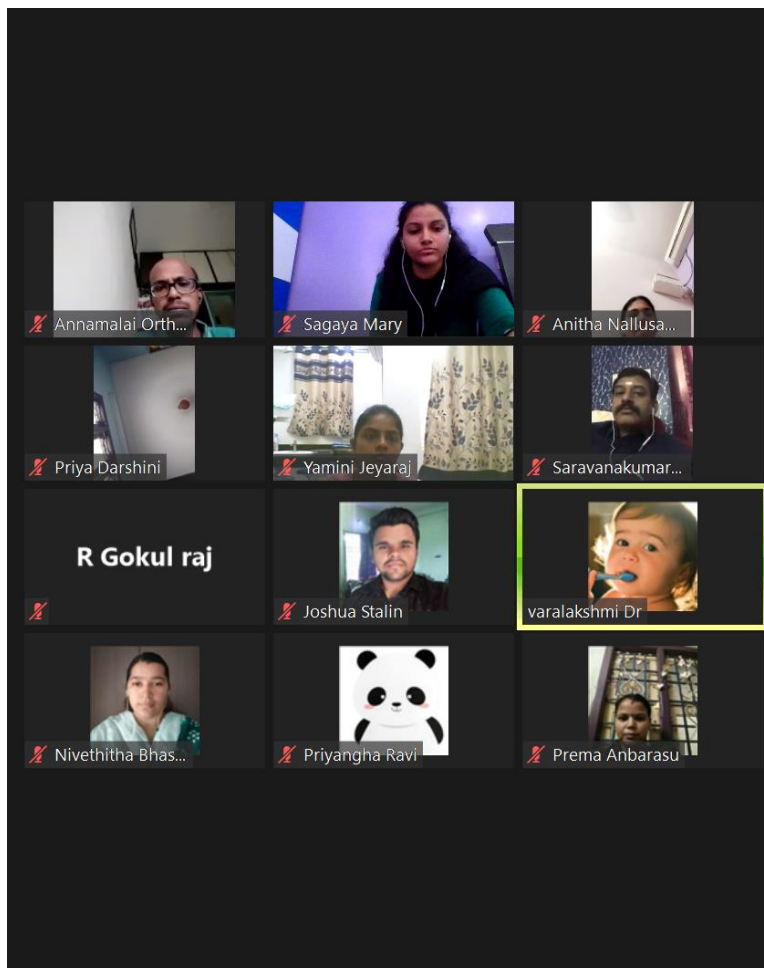 Annamalai Orth...
Sagaya Mary
Anitha Nallusa...
Priya Darshini
Yamini Jeyaraj
Saravanakumar...
R Gokul raj
Joshua Stalin
varalakshmi Dr
Nivethitha Bhas...
Priyangha Ravi
Prema Anbarasu